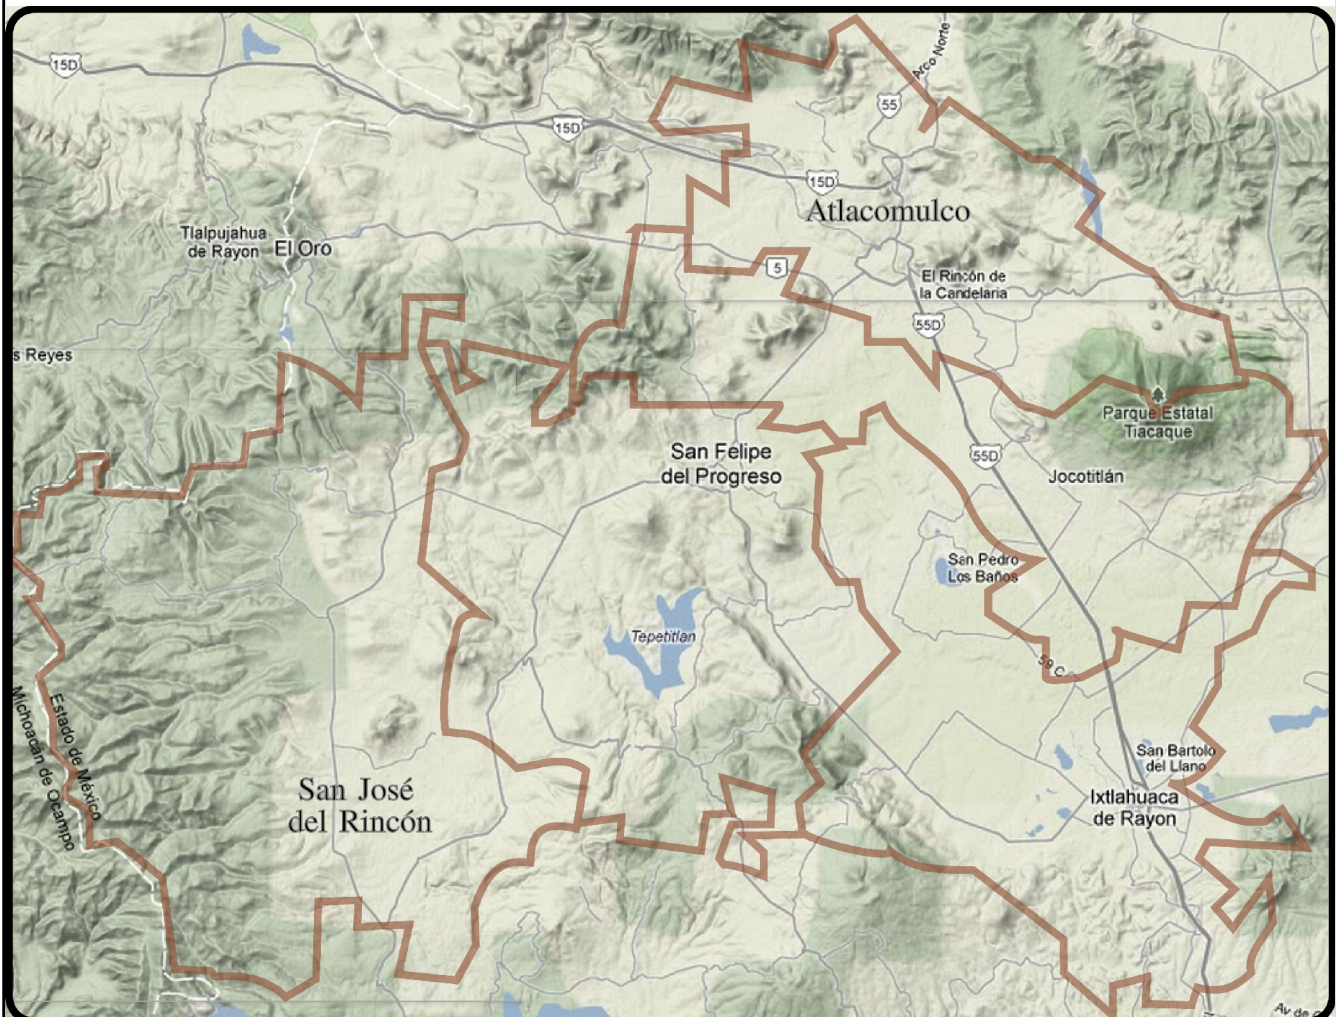 Arco Norte
15D
55
15D
15D
Atlacomulco
Tlalpujahua
de Rayon
El Oro
5
El Rincón de
la Candelaria
55D
s Reyes
Parque Estatal
Tiacaque
San Felipe
del Progreso
55D
Jocotitlán
San Pedro
Los Baños
Tepetitlan
59 C
Estado de México
Michoacán de Ocampo
San Bartolo
del Llano
San José
del Rincón
Ixtlahuaca
de Rayon
Av de